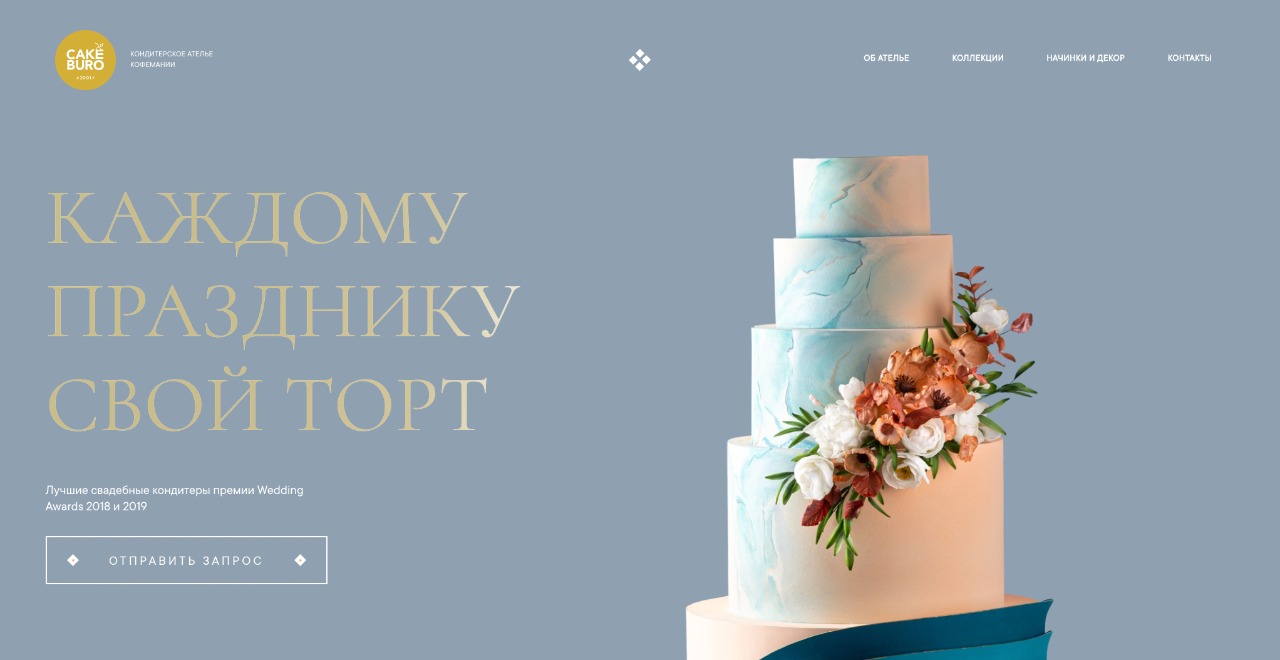 CAKE
BURO
КОНДИТЕРСКОЕ АТЕЛЬЕ
КОФЕМАНИИ
ОБ АТЕЛЬЕ
КОЛЛЕКЦИИ
НАЧИНКИ И ДЕКОР
КОНТАКТЫ
КАЖДОМУ
ПРАЗДНИКУ
СВОЙ ТОРТ
Лучшие свадебные кондитеры премии Wedding
Awards 2018 и 2019
ОТПРАВИТЬ ЗАПРОС